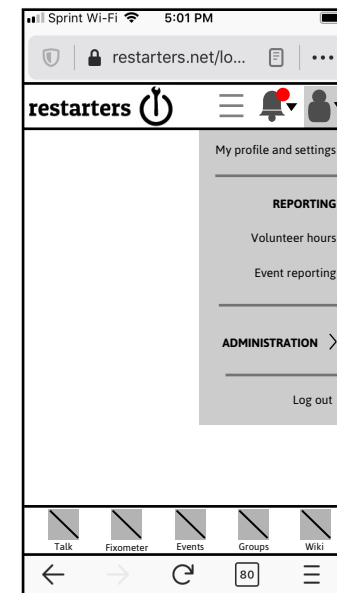 Sprint Wi-Fi 5:01 PM
restarters.net/lo...
restarters
My profile and settings
REPORTING
Volunteer hours
Event reporting
ADMINISTRATION
Log out
Talk Fixometer Events Groups Wiki
80